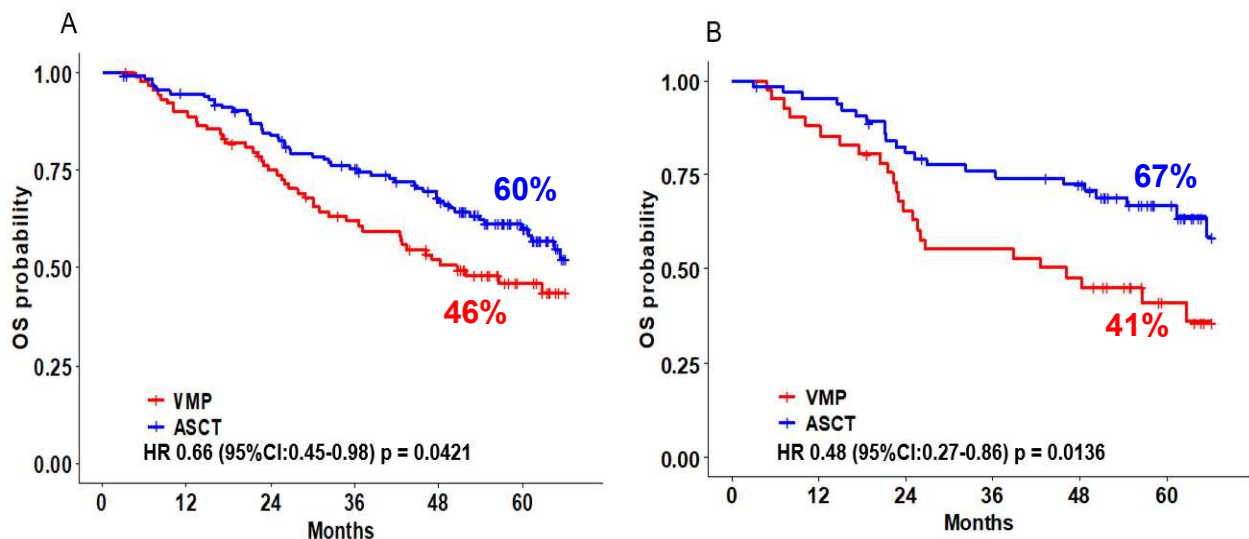 A
OS probability
1.00
0.75
0.50
0.25
0.00
60%
46%
VMP
ASCT
HR 0.66 (95%CI:0.45-0.98) p = 0.0421
0 12 24 36 48 60
Months
B
OS probability
1.00
0.75
0.50
0.25
0.00
67%
41%
VMP
ASCT
HR 0.48 (95%CI:0.27-0.86) p = 0.0136
0 12 24 36 48 60
Months